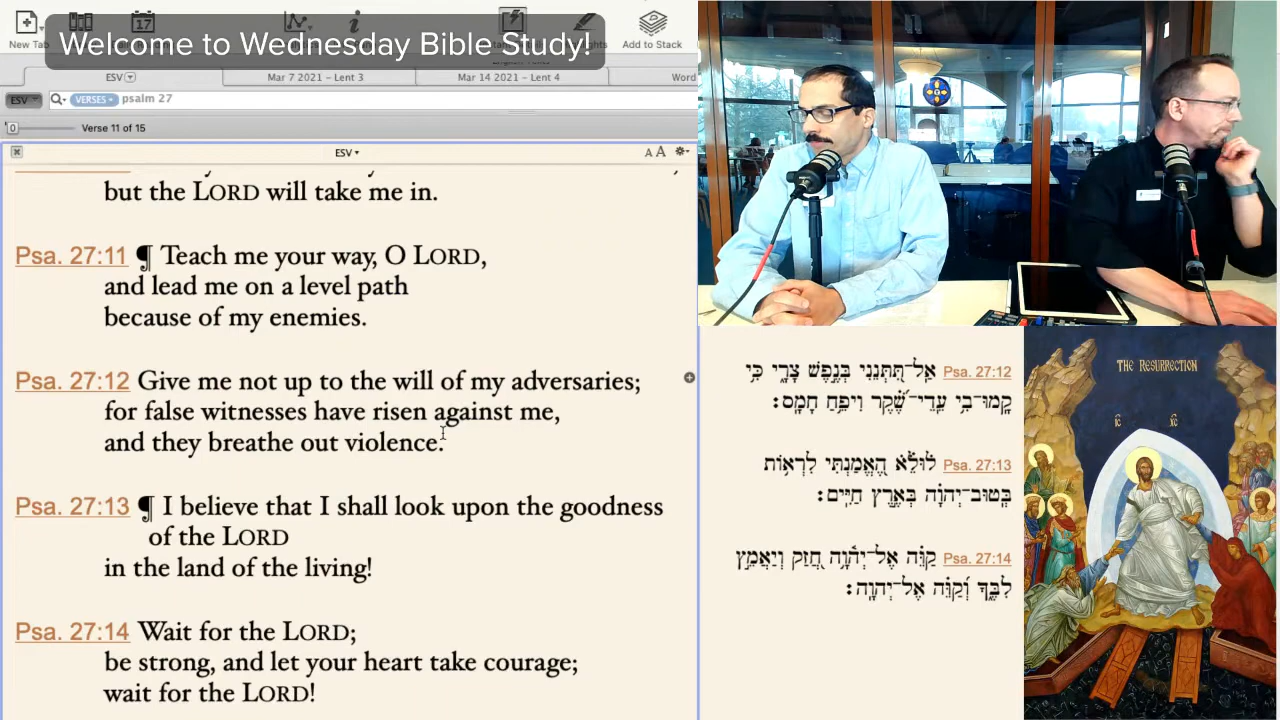 New Tab
17
Add to Stack
Welcome to Wednesday Bible Study!
ESV
Mar 7 2021 – Lent 3
Mar 14 2021 – Lent 4
Word
ESV
VERSES
psalm 27
0
Verse 11 of 15
ESV
A A
but the LORD will take me in.
Psa. 27:11 ¶ Teach me your way, O LORD,
and lead me on a level path
because of my enemies.
Psa. 27:12 Give me not up to the will of my adversaries;
for false witnesses have risen against me,
and they breathe out violence.
Psa. 27:13 ¶ I believe that I shall look upon the goodness
of the LORD
in the land of the living!
Psa. 27:14 Wait for the LORD;
be strong, and let your heart take courage;
wait for the LORD!
Psa. 27:12 אַֽל־תִּ֭תְּנֵנִי בְּנֶ֣פֶשׁ צָרָ֑י כִּ֥י
קָֽמוּ־בִ֥י עֵֽדֵי־שֶׁ֝֗קֶר וִיפֵ֥חַ חָמָֽס׃
Psa. 27:13 לׅׄוּלֵׅׄ֗אׅׄ הֶ֭אֱמַנְתִּי לִרְא֥וֹת
בְּֽטוּב־יְהוָ֗ה בְּאֶ֣רֶץ חַיִּֽים׃
Psa. 27:14 קַוֵּ֗ה אֶל־יְה֫וָ֥ה חֲ֭זַק וְיַאֲמֵ֣ץ
לִבֶּ֑ךָ וְ֝קַוֵּ֗ה אֶל־יְהוָֽה׃
THE RESURRECTION
IC XC